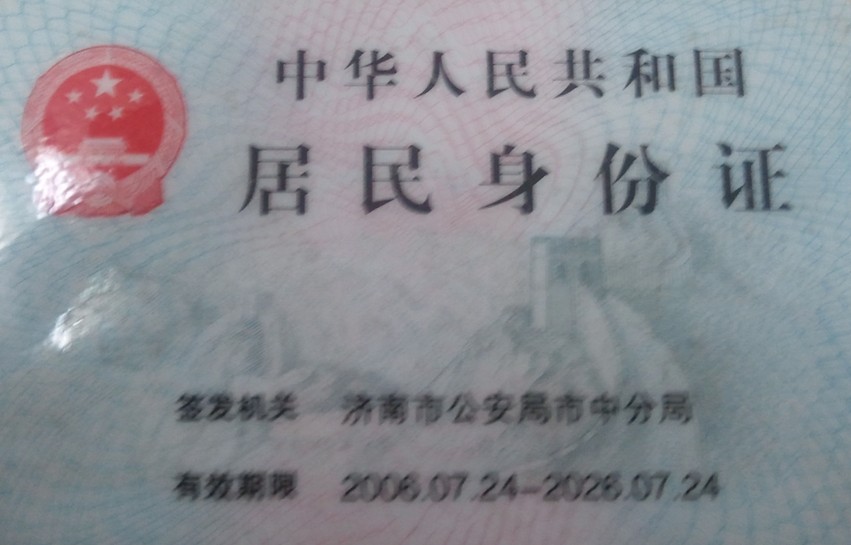 中华人民共和国
居民身份证
签发机关 济南市公安局市中分局
有效期限 2006.07.24-2026.07.24